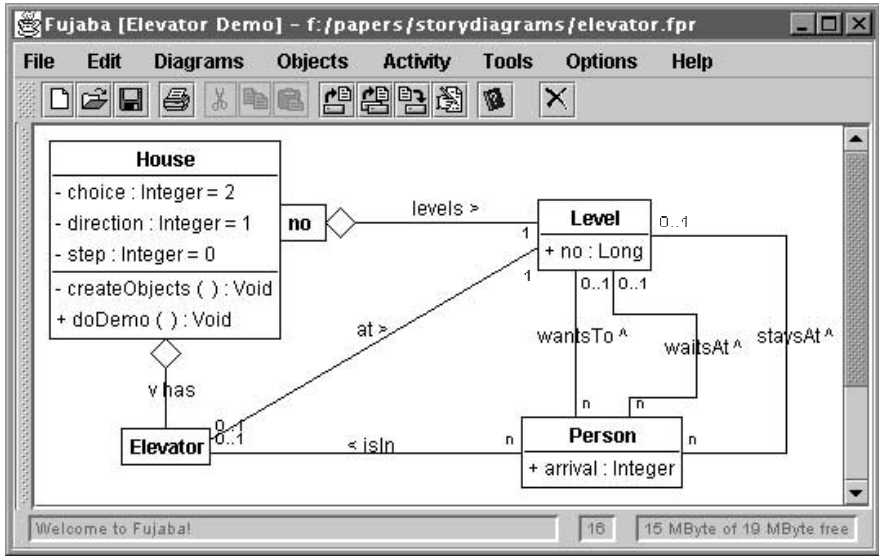 Fujaba [Elevator Demo] - f:/papers/storydiagrams/elevator.fpr
File Edit Diagrams Objects Activity Tools Options Help
House
- choice : Integer = 2
- direction : Integer = 1
- step : Integer = 0
- createObjects ( ) : Void
+ doDemo ( ) : Void
no
levels >
1
Level
+ no : Long
0..1
1
0..1
0..1
at >
wantsTo ^
waitsAt ^
staysAt ^
v has
n
n
0..1
0..1
Elevator
< isIn
n
Person
+ arrival : Integer
n
Welcome to Fujaba!
16
15 MByte of 19 MByte free